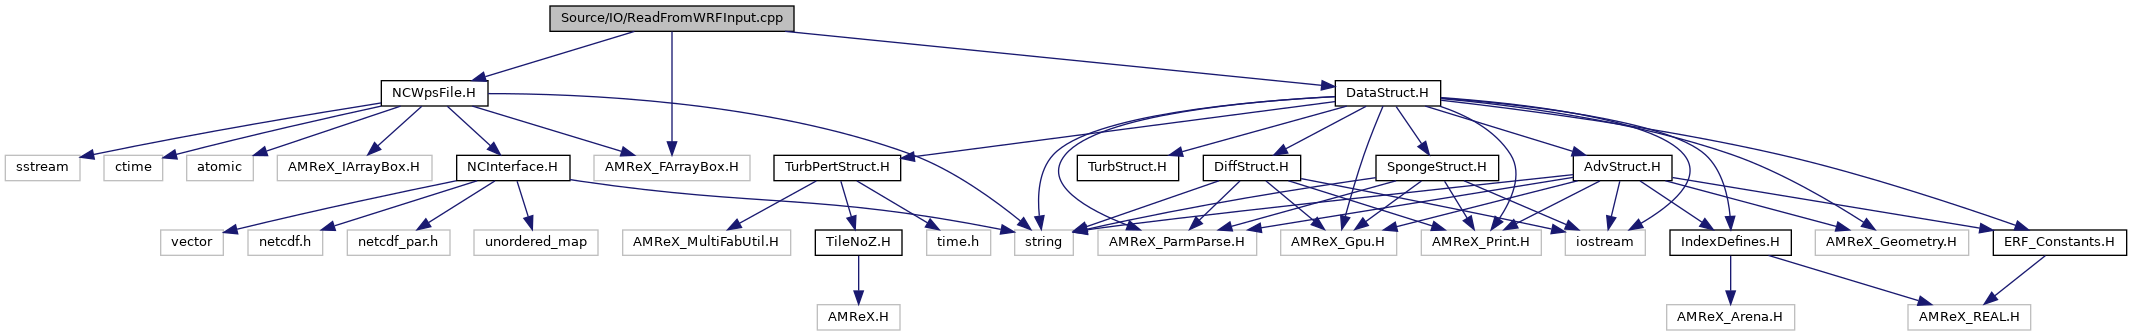 Source/IO/ReadFromWRFInput.cpp
NCWpsFile.H
DataStruct.H
sstream
ctime
atomic
AMReX_IArrayBox.H
NCInterface.H
AMReX_FArrayBox.H
TurbPertStruct.H
TurbStruct.H
DiffStruct.H
SpongeStruct.H
AdvStruct.H
vector
netcdf.h
netcdf_par.h
unordered_map
AMReX_MultiFabUtil.H
TileNoZ.H
time.h
string
AMReX_ParmParse.H
AMReX_Gpu.H
AMReX_Print.H
iostream
IndexDefines.H
AMReX_Geometry.H
ERF_Constants.H
AMReX.H
AMReX_Arena.H
AMReX_REAL.H